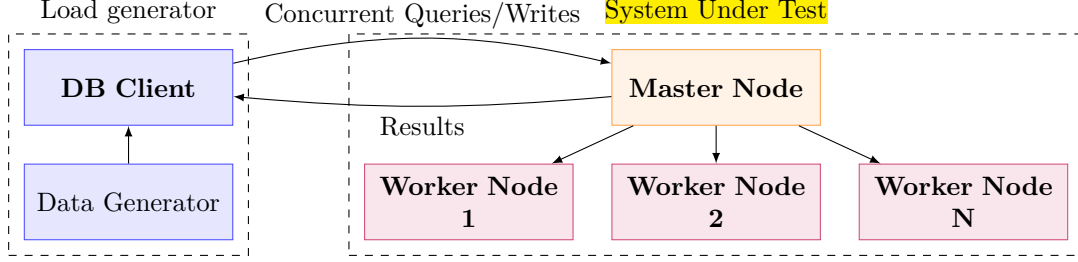 Load generator
Concurrent Queries/Writes
System Under Test
DB Client
Master Node
Results
Data Generator
Worker Node
1
Worker Node
2
Worker Node
N